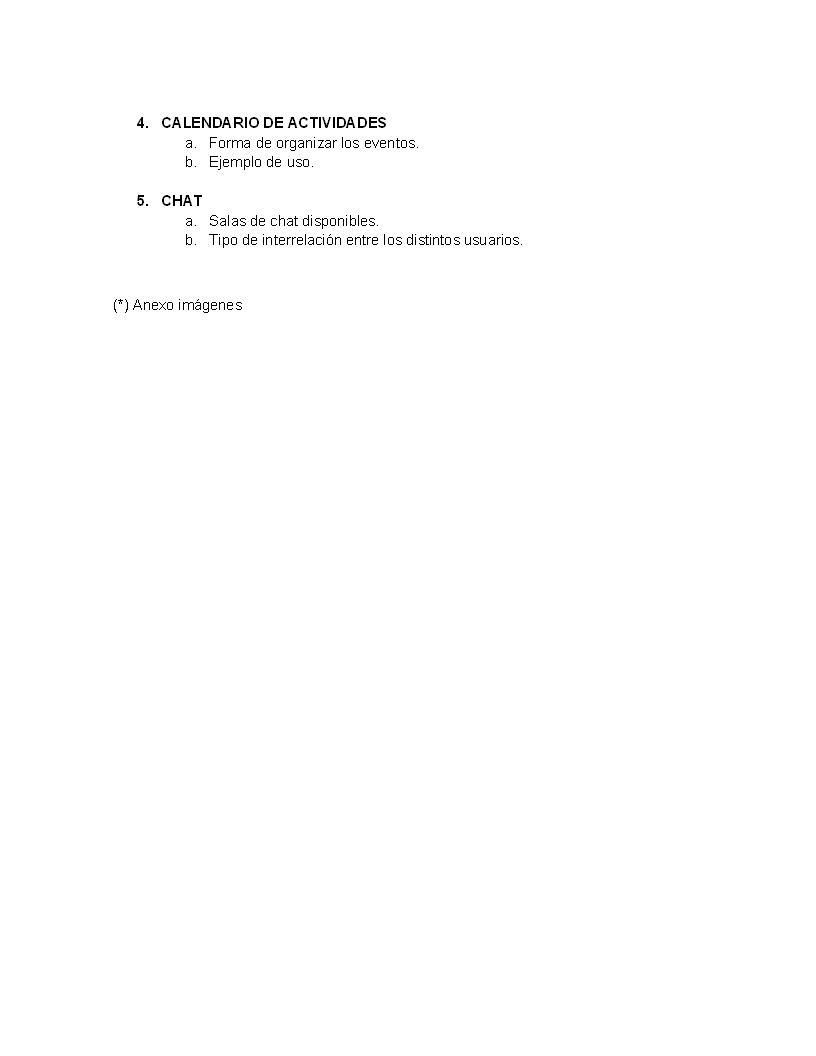 4. CALENDARIO DE ACTIVIDADES
a. Forma de organizar los eventos.
b. Ejemplo de uso.
5. CHAT
a. Salas de chat disponibles.
b. Tipo de interrelación entre los distintos usuarios.
(*) Anexo imágenes